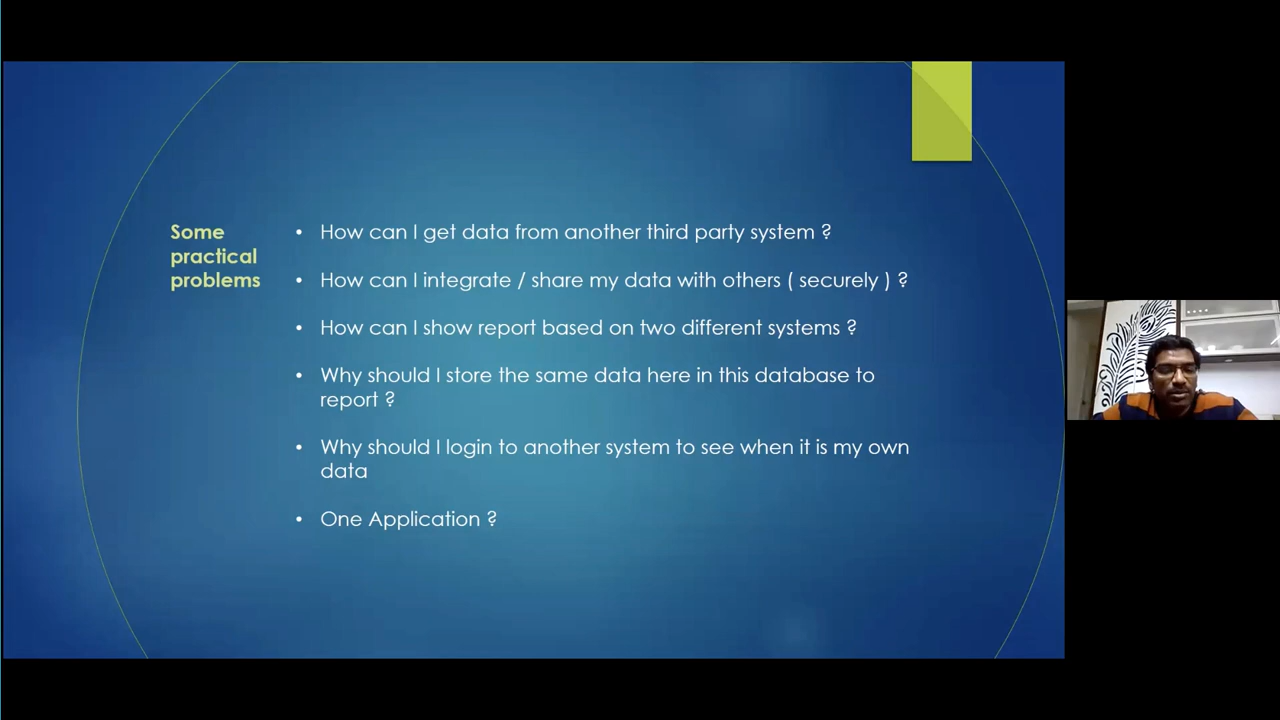 Some
practical
problems
• How can I get data from another third party system ?
• How can I integrate / share my data with others ( securely ) ?
• How can I show report based on two different systems ?
• Why should I store the same data here in this database to
report ?
• Why should I login to another system to see when it is my own
data
• One Application ?